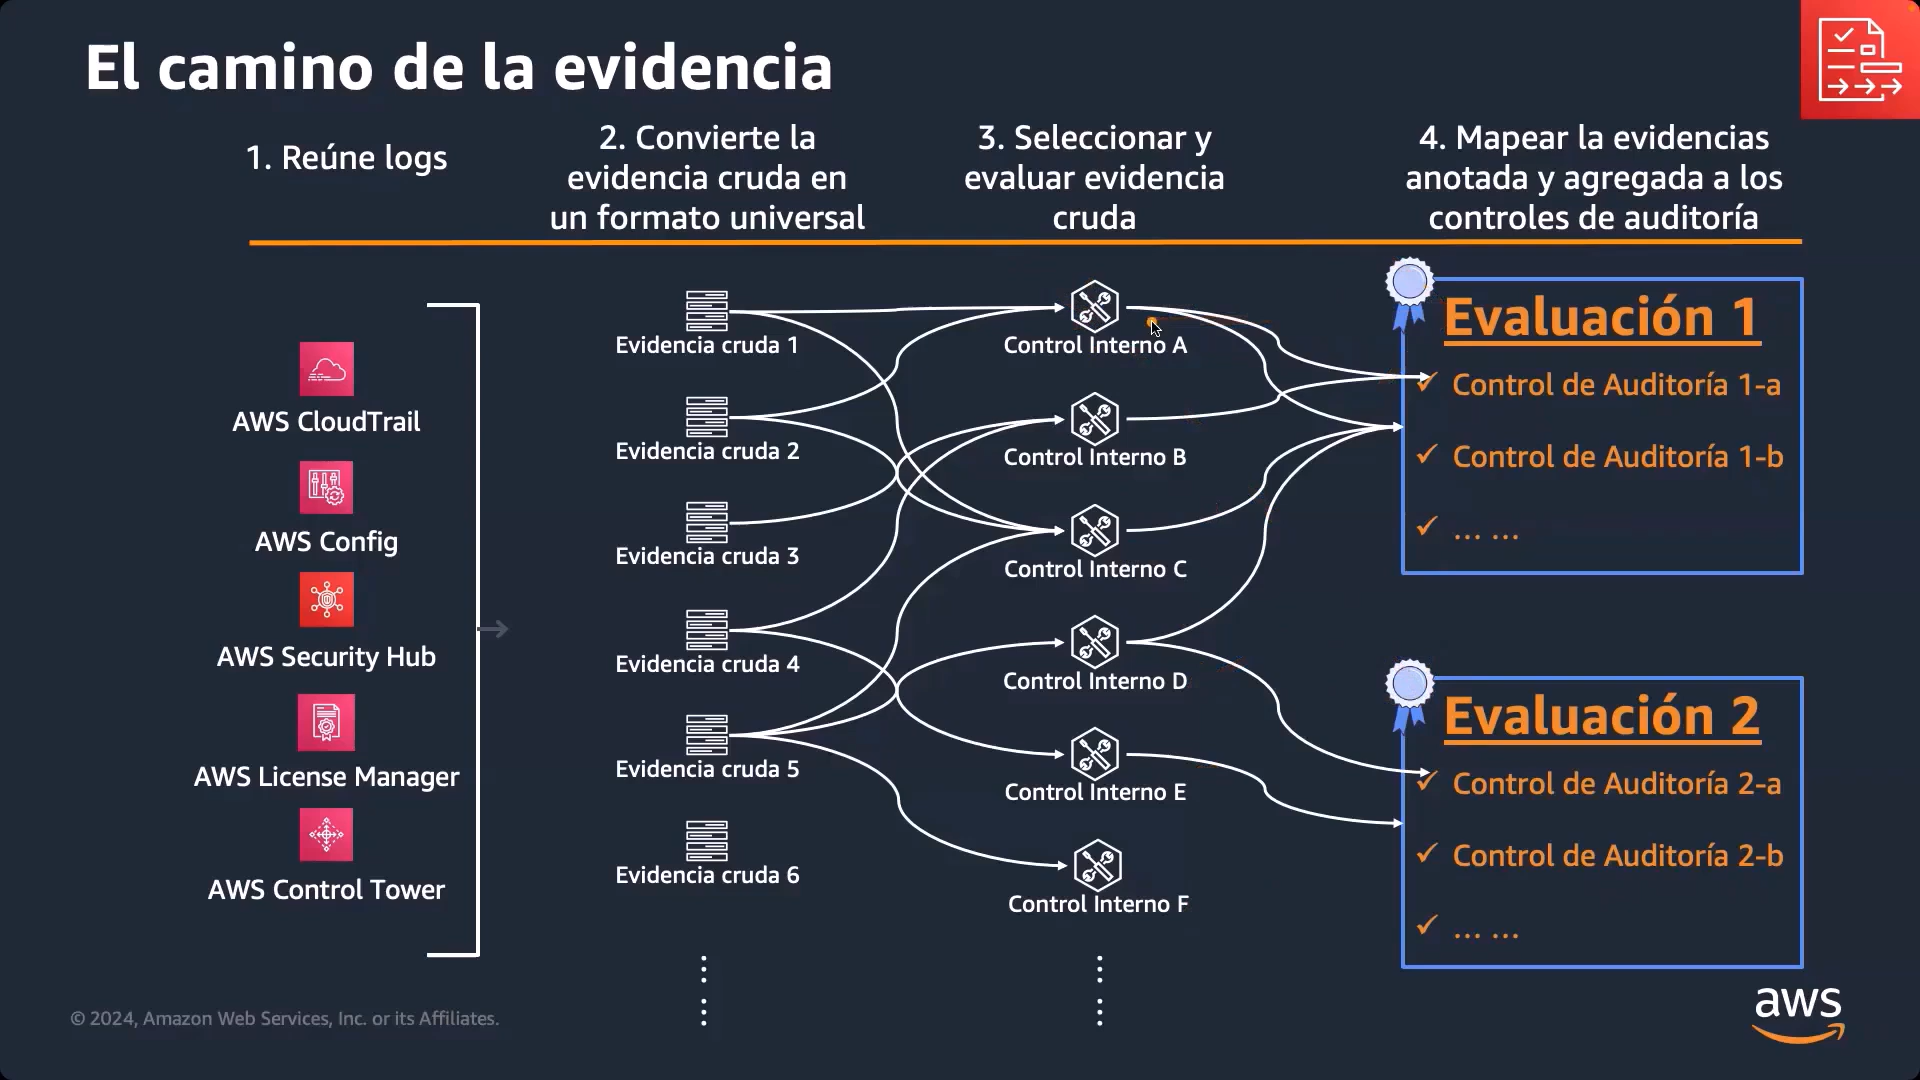 El camino de la evidencia
1. Reúne logs
2. Convierte la
evidencia cruda en
un formato universal
3. Seleccionar y
evaluar evidencia
cruda
4. Mapear la evidencias
anotada y agregada a los
controles de auditoría
AWS CloudTrail
AWS Config
AWS Security Hub
AWS License Manager
AWS Control Tower
Evidencia cruda 1
Evidencia cruda 2
Evidencia cruda 3
Evidencia cruda 4
Evidencia cruda 5
Evidencia cruda 6
Control Interno A
Control Interno B
Control Interno C
Control Interno D
Control Interno E
Control Interno F
Evaluación 1
✓ Control de Auditoría 1-a
✓ Control de Auditoría 1-b
✓ ... ...
Evaluación 2
✓ Control de Auditoría 2-a
✓ Control de Auditoría 2-b
✓ ... ...
© 2024, Amazon Web Services, Inc. or its Affiliates.
aws